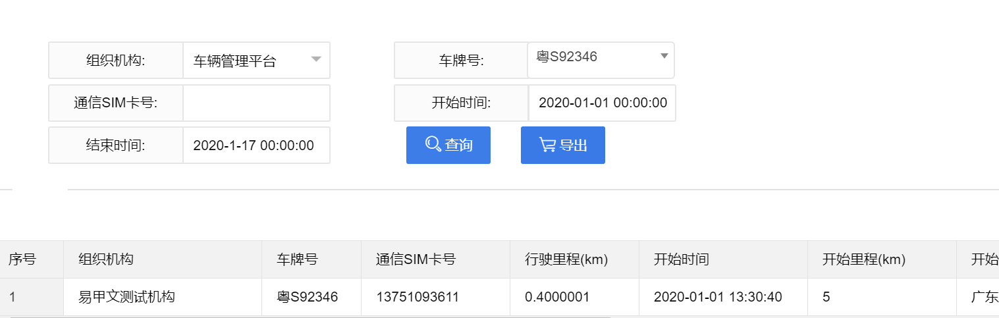 组织机构: 车辆管理平台 车牌号: 粤S92346
通信SIM卡号: 开始时间: 2020-01-01 00:00:00
结束时间: 2020-1-17 00:00:00 查询 导出
序号 组织机构 车牌号 通信SIM卡号 行驶里程(km) 开始时间 开始里程(km) 开始
1 易甲文测试机构 粤S92346 13751093611 0.4000001 2020-01-01 13:30:40 5 广东